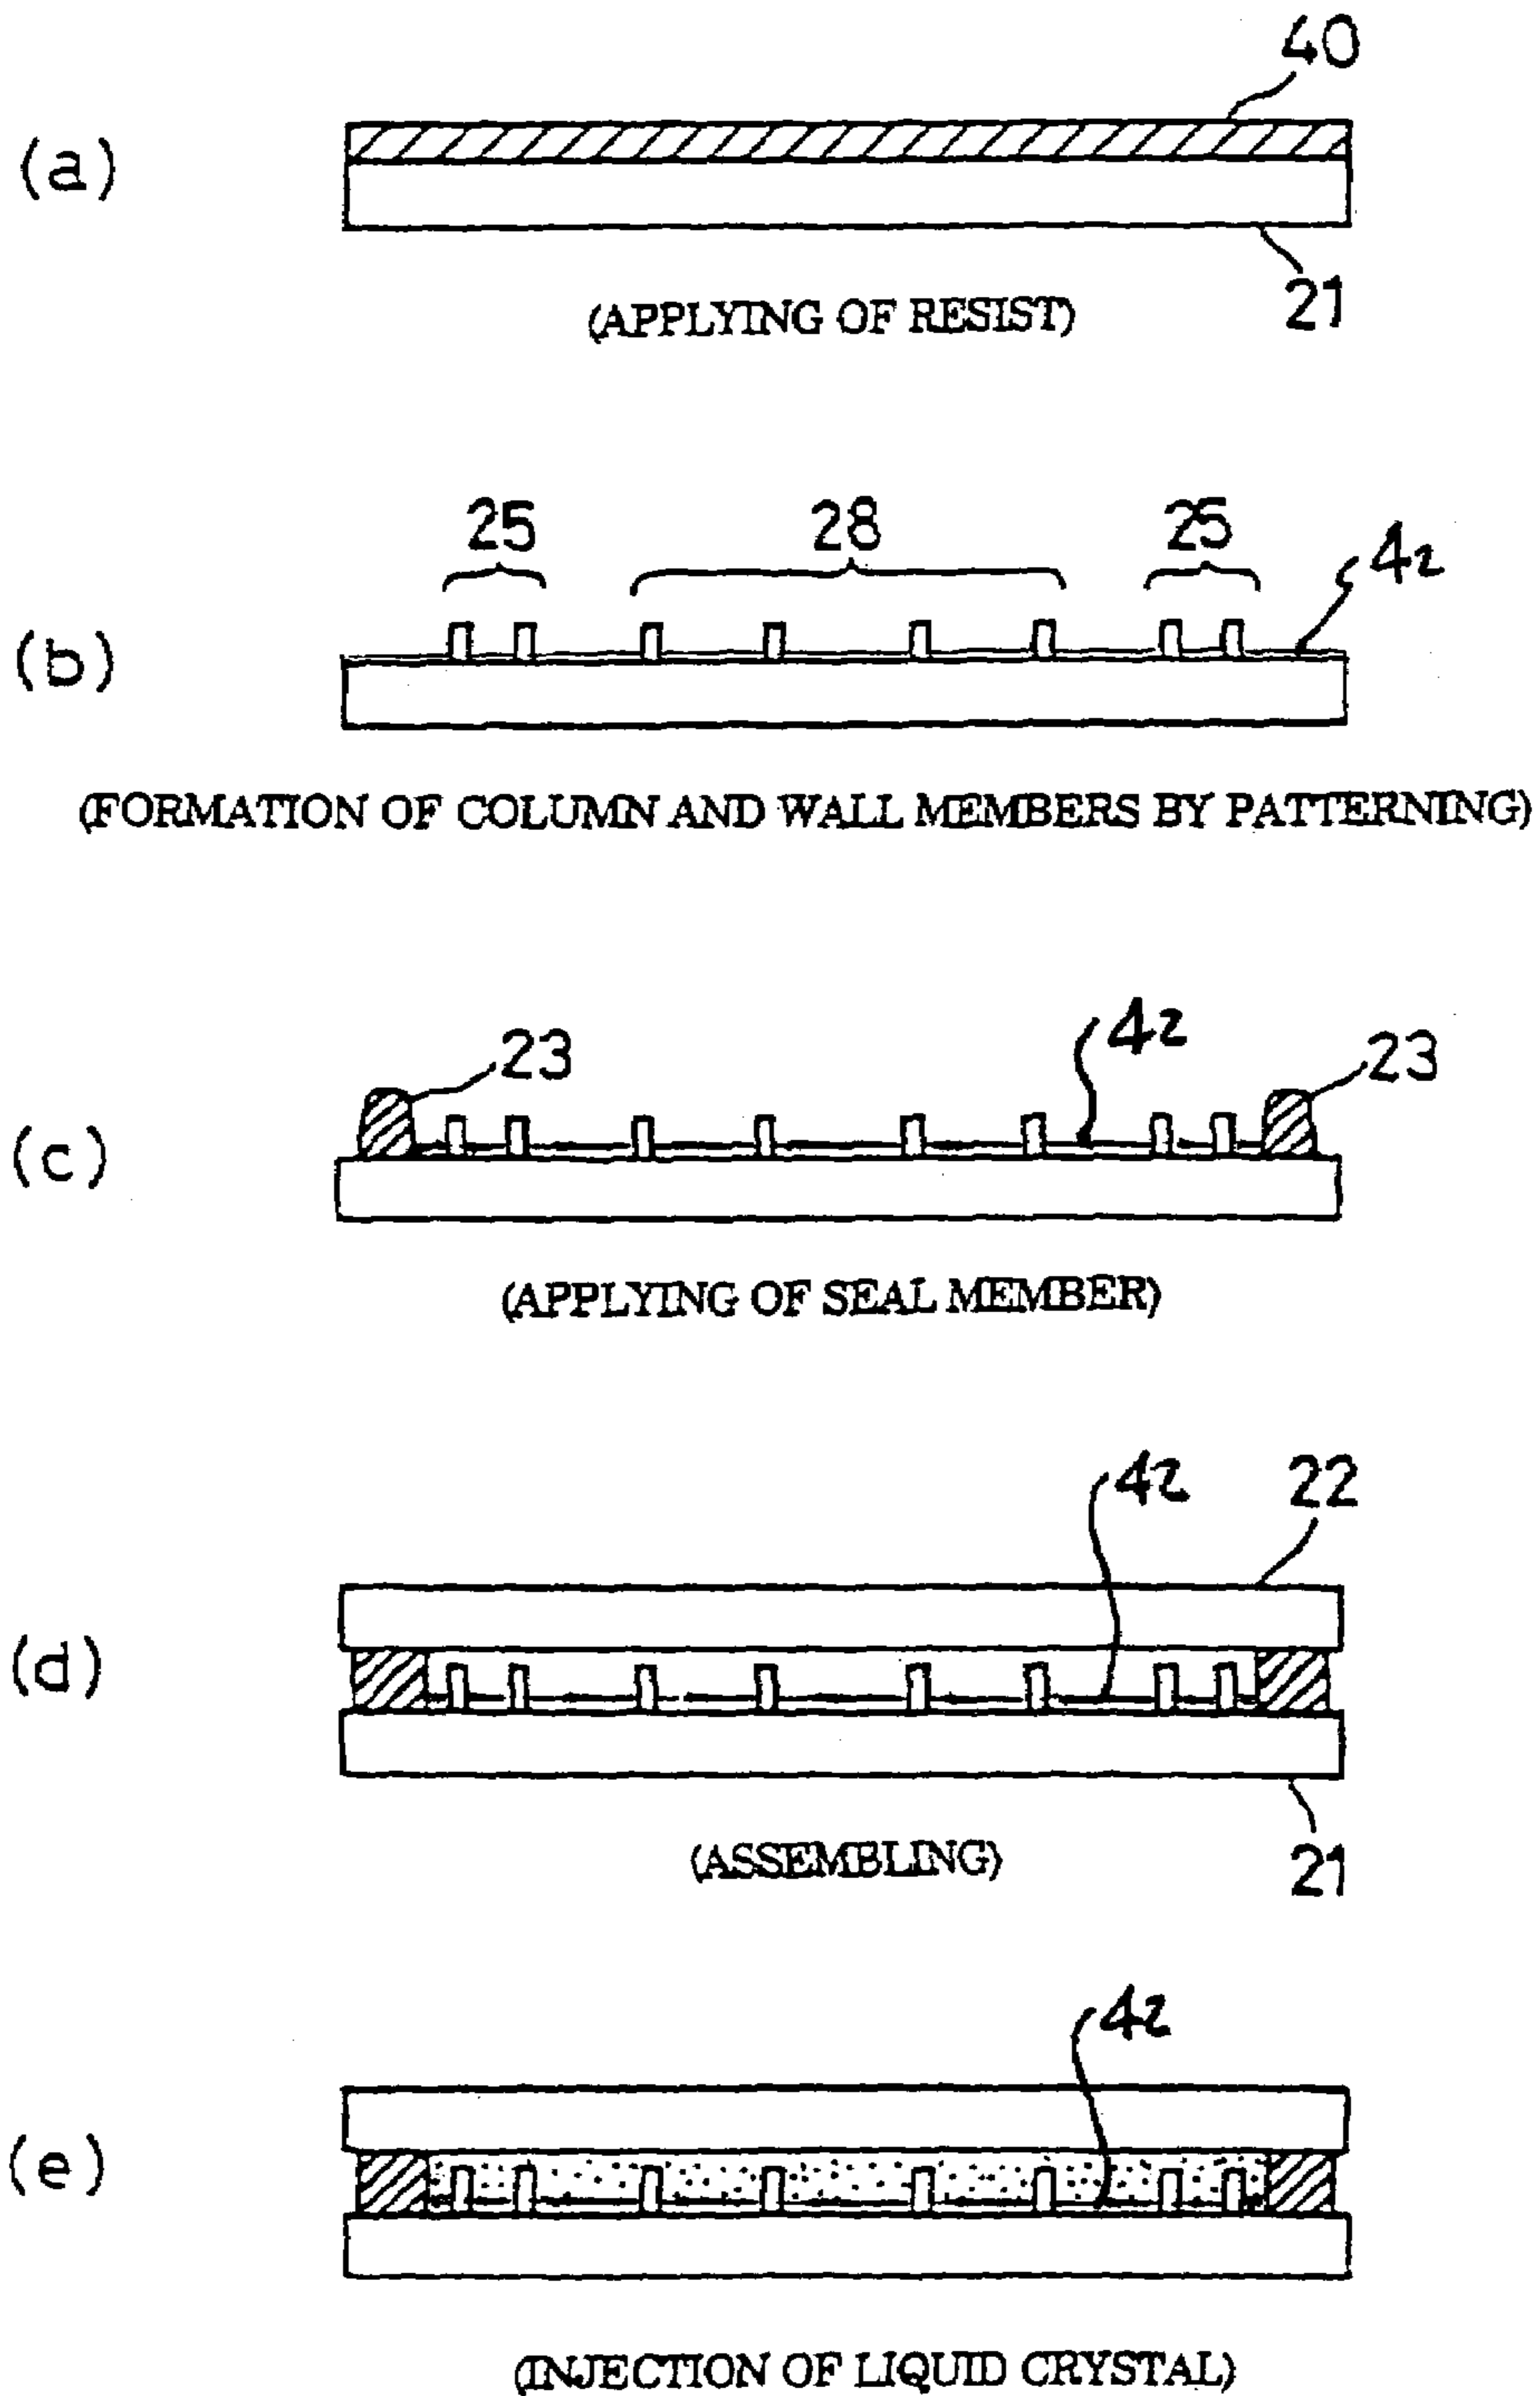 40
(a)
21
(APPLYING OF RESIST)
25 28 25 42
(b)
(FORMATION OF COLUMN AND WALL MEMBERS BY PATTERNING)
23 42 23
(c)
(APPLYING OF SEAL MEMBER)
42 22
(d)
(ASSEMBLING)
21
42
(e)
(INJECTION OF LIQUID CRYSTAL)